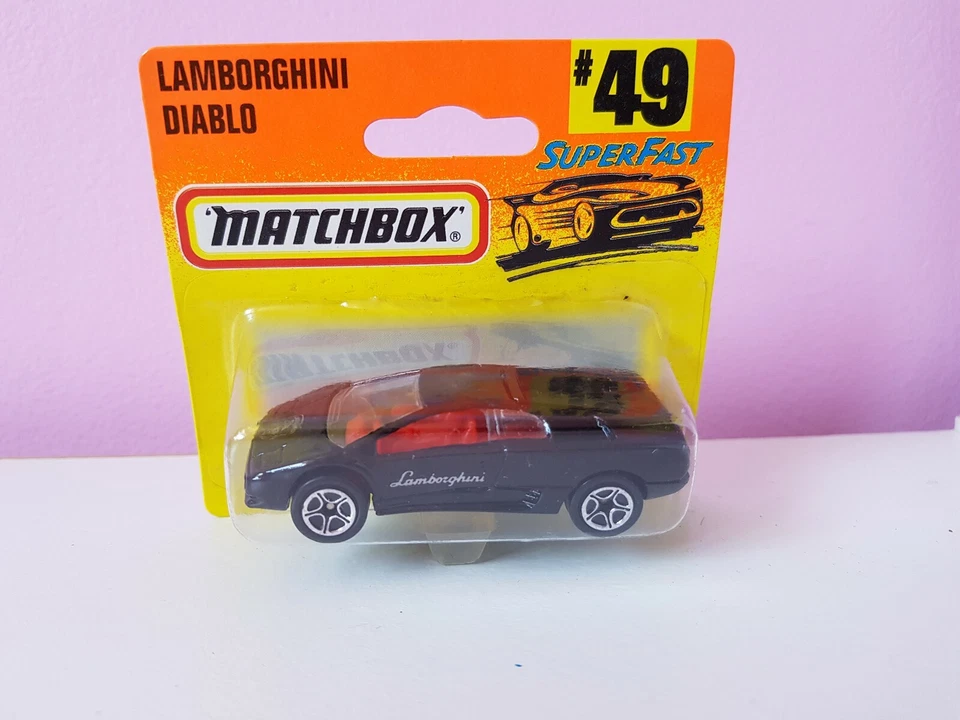 LAMBORGHINI
DIABLO
#49
SUPERFAST
'MATCHBOX'®
Lamborghini